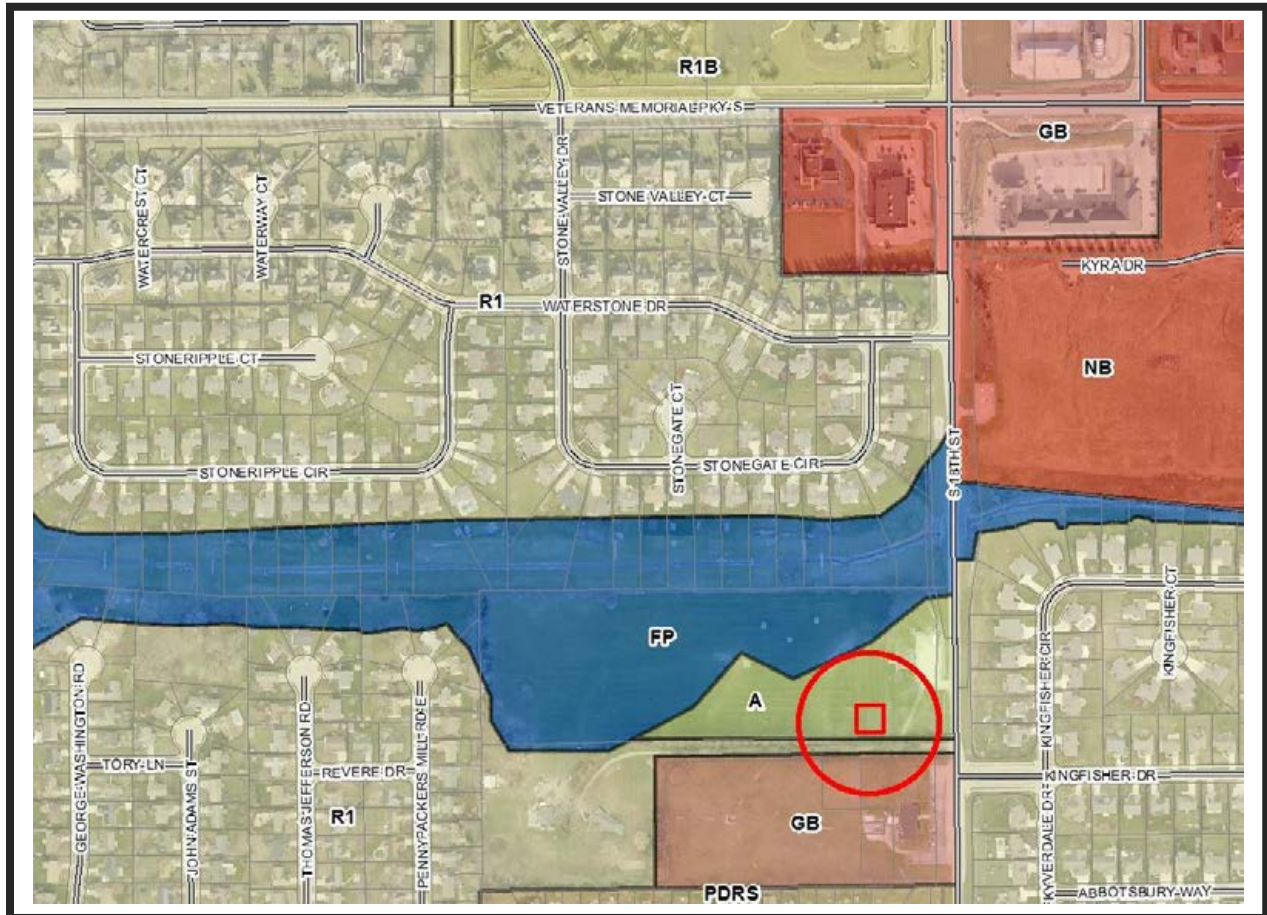 R1B
VETERANS MEMORIAL PKY S
GB
WATERCREST CT
WATERWAY CT
STONE VALLEY DR
STONE VALLEY CT
KYRA DR
R1
WATERSTONE DR
STONERIPPLE CT
NB
STONEGATE CT
STONERIPPLE CIR
STONEGATE CIR
S 18TH ST
KINGFISHER CT
FP
KINGFISHER CIR
A
GEORGE WASHINGTON RD
TORY LN
JOHN ADAMS ST
THOMAS JEFFERSON RD
REVERE DR
PENNYPACKERS MILL RD E
R1
KINGFISHER DR
GB
KYVERDALE DR
PDRS
ABBOTSBURY WAY